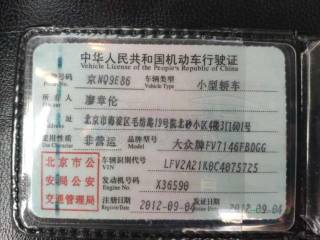 中华人民共和国机动车行驶证
Vehicle License of the People's Republic of China
号码 京NQ9E86 车辆类型 小型轿车
Vehicle Type
所有人 廖章伦
Owner
住址 北京市海淀区毛纺路19号院北砂小区4楼3门601号
使用性质 非营运 品牌型号 大众牌FV7146FBDGG
北京市公安局公安交通管理局
车辆识别代号 LFV2A21K0C4075725
VIN
发动机号码 X36590
Engine No.
注册日期 2012-09-04 发证日期 2012-09-04
Register Date